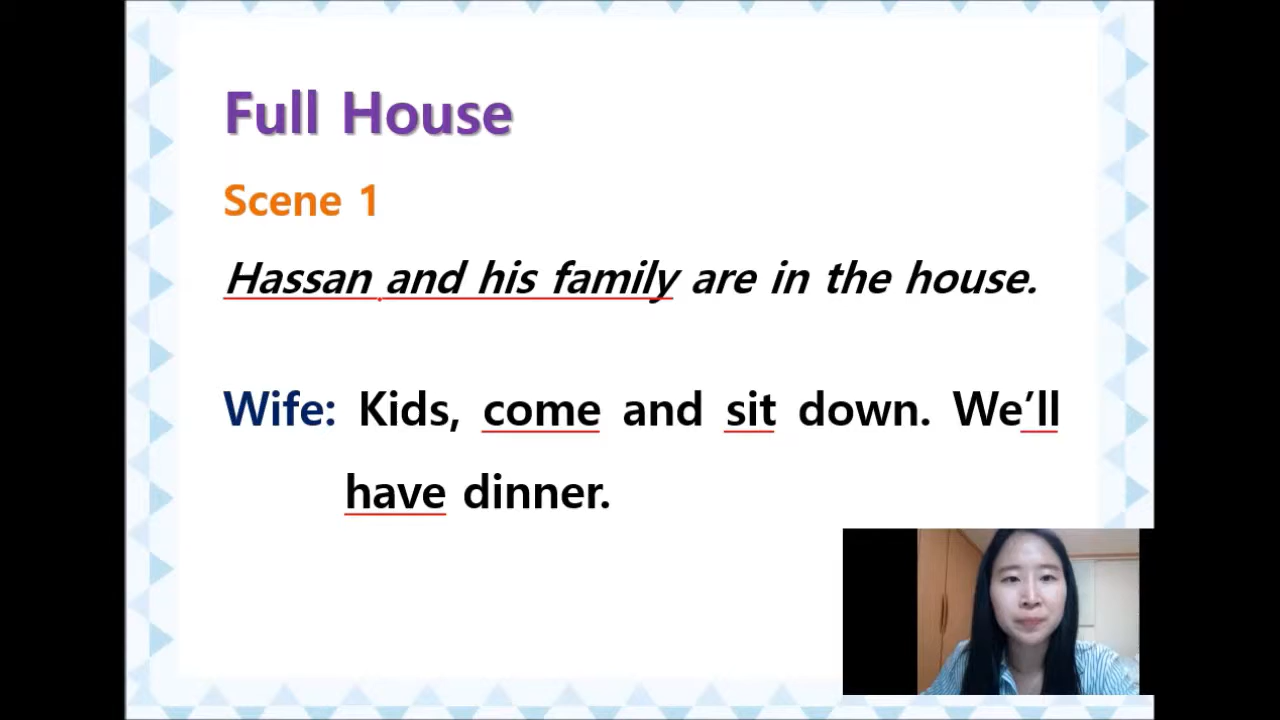 Full House
Scene 1
Hassan and his family are in the house.
Wife: Kids, come and sit down. We’ll
have dinner.